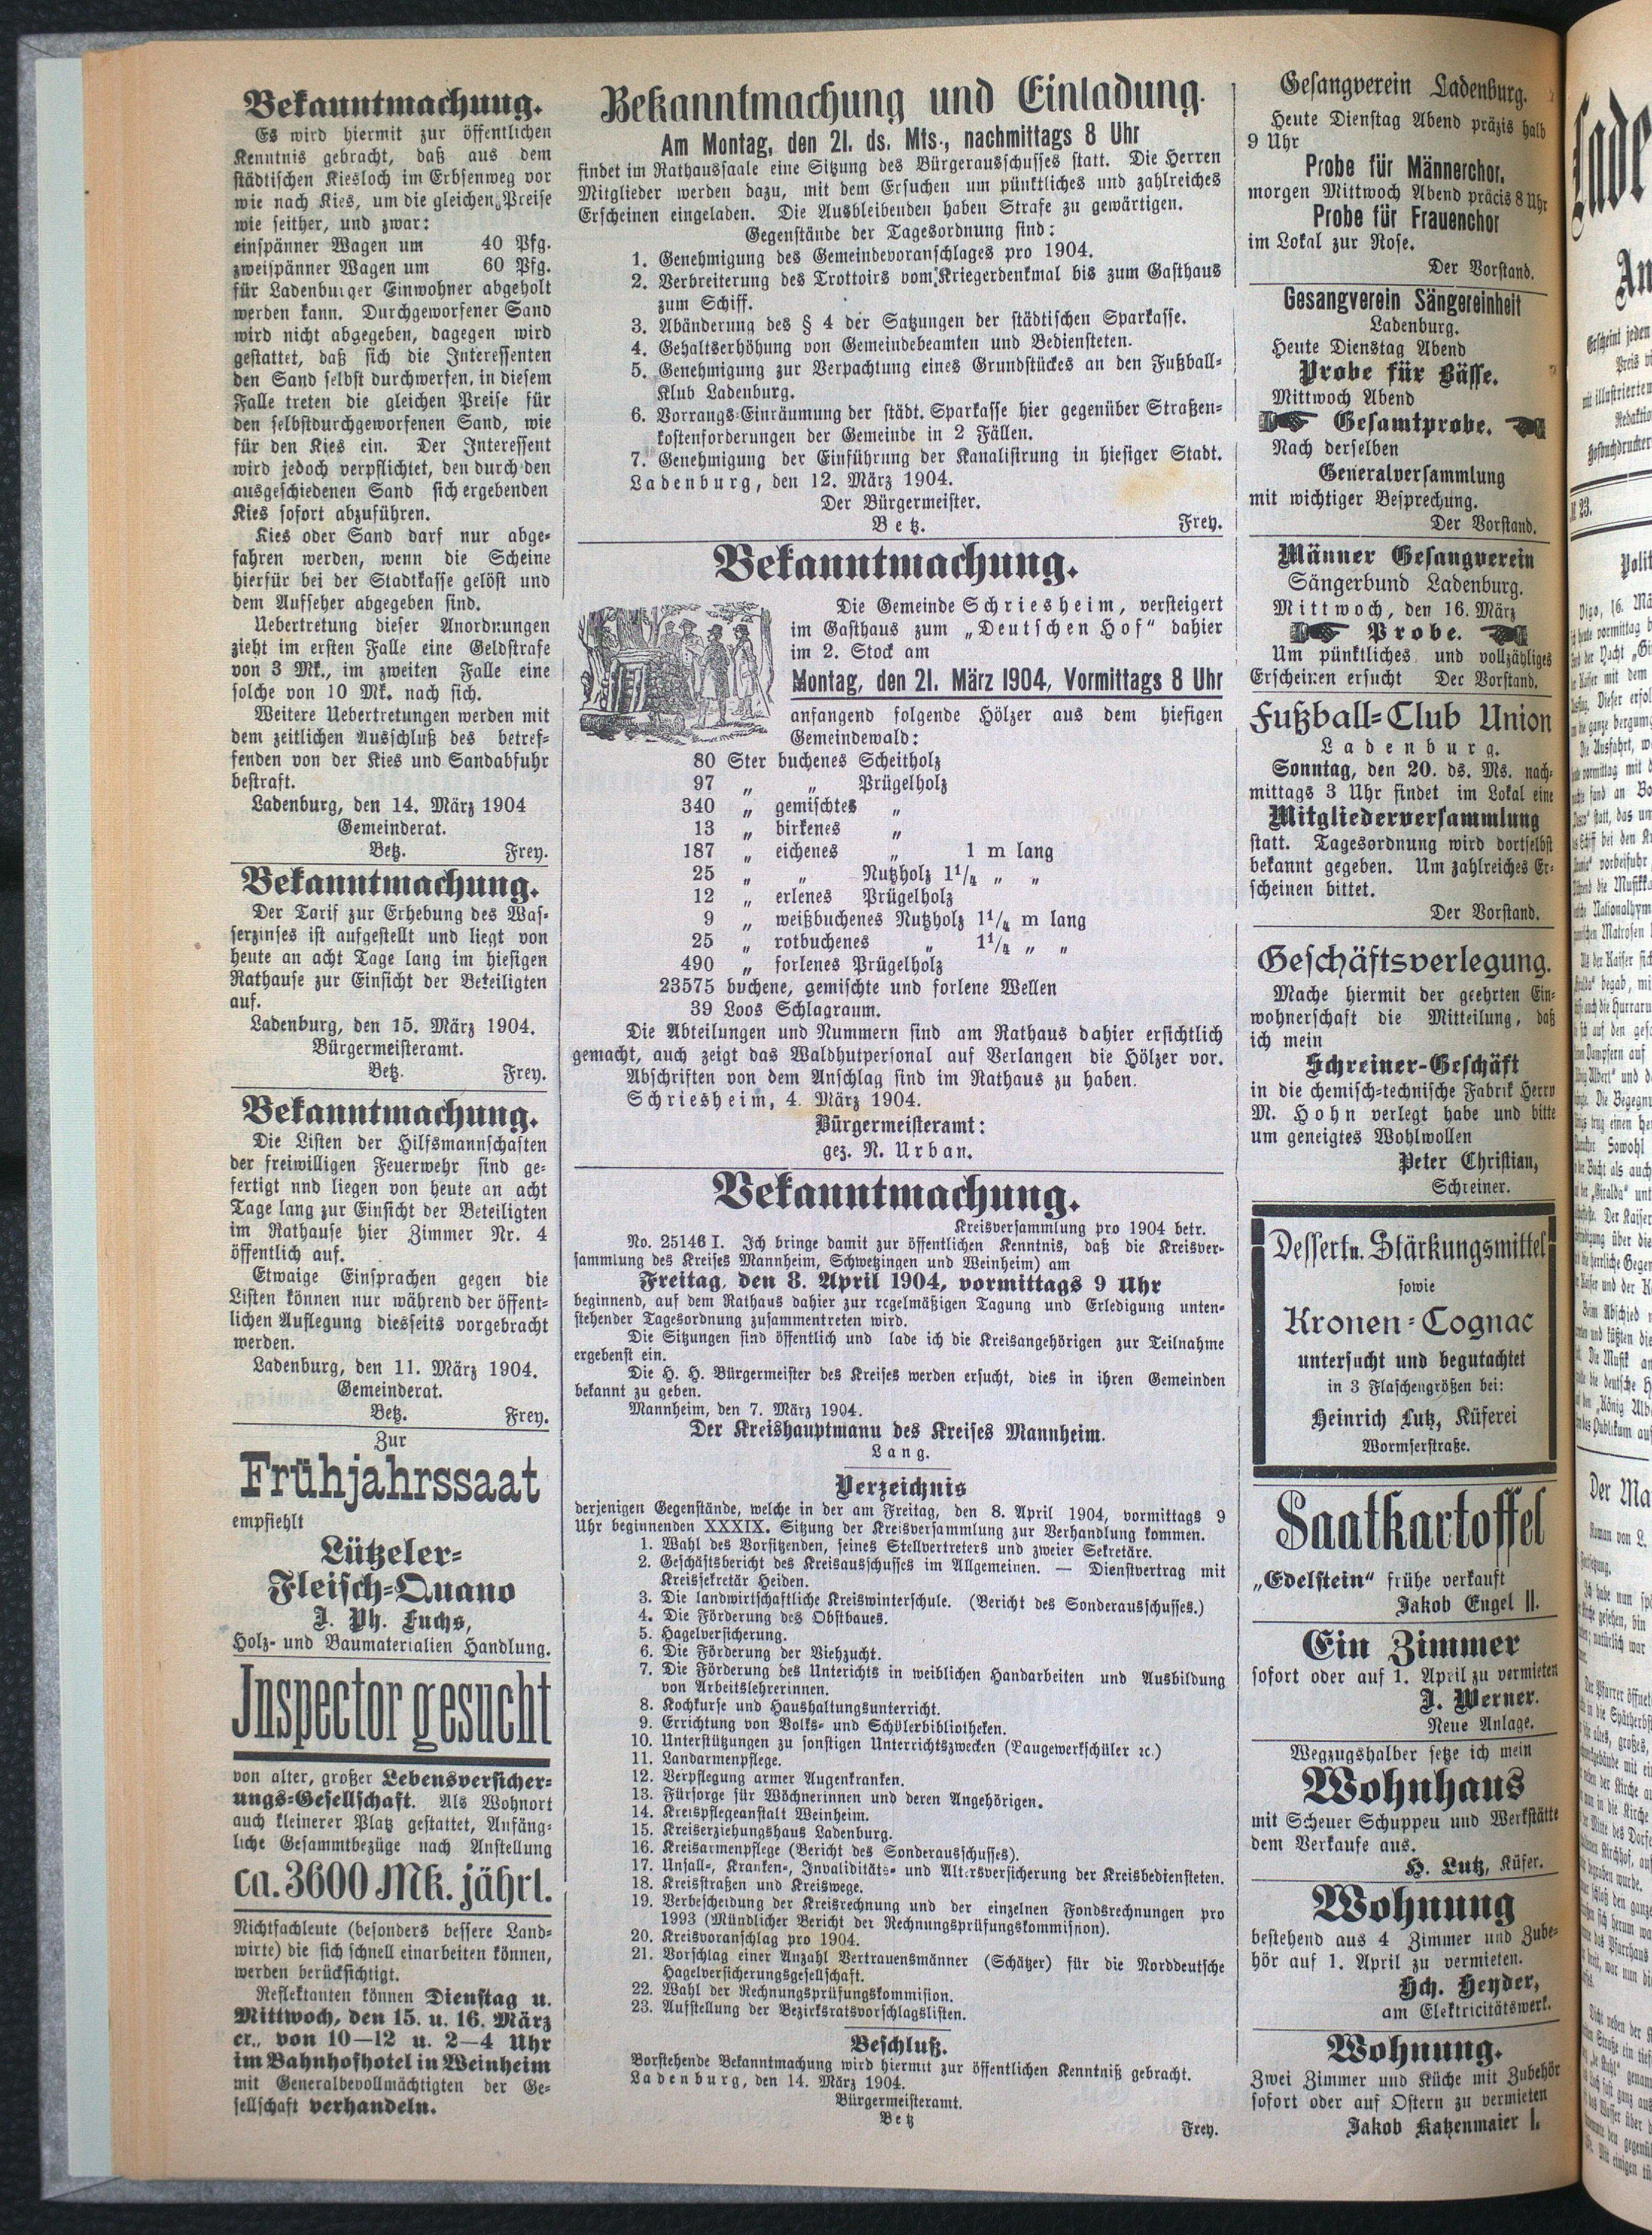 Bekanntmachung.
Es wird hiermit zur öffentlichen
Kenntnis gebracht, daß aus dem
städtischen Kiesloch im Erbsenweg vor
wie nach Kies, um die gleichen Preise
wie seither, und zwar:
einspänner Wagen um 40 Pfg.
zweispänner Wagen um 60 Pfg.
für Ladenburger Einwohner abgeholt
werden kann. Durchgeworfener Sand
wird nicht abgegeben, dagegen wird
gestattet, daß sich die Interessenten
den Sand selbst durchwerfen, in diesem
Falle treten die gleichen Preise für
den selbstdurchgeworfenen Sand, wie
für den Kies ein. Der Interessent
wird jedoch verpflichtet, den durch den
ausgeschiedenen Sand sich ergebenden
Kies sofort abzuführen.
Kies oder Sand darf nur abge-
fahren werden, wenn die Scheine
hierfür bei der Stadtkasse gelöst und
dem Aufseher abgegeben sind.
Uebertretung dieser Anordnungen
zieht im ersten Falle eine Geldstrafe
von 3 Mk., im zweiten Falle eine
solche von 10 Mk. nach sich.
Weitere Uebertretungen werden mit
dem zeitlichen Ausschluß des betref-
fenden von der Kies und Sandabfuhr
bestraft.
Ladenburg, den 14. März 1904
Gemeinderat.
Betz. Frey.
Bekanntmachung.
Der Tarif zur Erhebung des Was-
serzinses ist aufgestellt und liegt von
heute an acht Tage lang im hiesigen
Rathause zur Einsicht der Beteiligten
auf.
Ladenburg, den 15. März 1904.
Bürgermeisteramt.
Betz. Frey.
Bekanntmachung.
Die Listen der Hilfsmannschaften
der freiwilligen Feuerwehr sind ge-
fertigt nnd liegen von heute an acht
Tage lang zur Einsicht der Beteiligten
im Rathause hier Zimmer Nr. 4
öffentlich auf.
Etwaige Einsprachen gegen die
Listen können nur während der öffent-
lichen Auflegung diesseits vorgebracht
werden.
Ladenburg, den 11. März 1904.
Gemeinderat.
Betz. Frey.
Zur
Frühjahrssaat
empfiehlt
Lützeler-
Fleisch-Quano
J. Ph. Fuchs,
Holz- und Baumaterialien Handlung.
Inspector gesucht
von alter, großer Lebensversicher-
ungs-Gesellschaft. Als Wohnort
auch kleinerer Platz gestattet, Anfäng-
liche Gesammtbezüge nach Anstellung
ca. 3600 Mk. jährl.
Nichtfachleute (besonders bessere Land-
wirte) die sich schnell einarbeiten können,
werden berücksichtigt.
Reflektanten können Dienstag u.
Mittwoch, den 15. u. 16. März
cr., von 10—12 u. 2—4 Uhr
im Bahnhofhotel in Weinheim
mit Generalbevollmächtigten der Ge-
sellschaft verhandeln.
Bekanntmachung und Einladung.
Am Montag, den 21. ds. Mts., nachmittags 8 Uhr
findet im Rathaussaale eine Sitzung des Bürgerausschusses statt. Die Herren
Mitglieder werden dazu, mit dem Ersuchen um pünktliches und zahlreiches
Erscheinen eingeladen. Die Ausbleibenden haben Strafe zu gewärtigen.
Gegenstände der Tagesordnung sind:
1. Genehmigung des Gemeindevoranschlages pro 1904.
2. Verbreiterung des Trottoirs vom Kriegerdenkmal bis zum Gasthaus
zum Schiff.
3. Abänderung des § 4 der Satzungen der städtischen Sparkasse.
4. Gehaltserhöhung von Gemeindebeamten und Bediensteten.
5. Genehmigung zur Verpachtung eines Grundstückes an den Fußball-
Klub Ladenburg.
6. Vorrangs-Einräumung der städt. Sparkasse hier gegenüber Straßen-
kostenforderungen der Gemeinde in 2 Fällen.
7. Genehmigung der Einführung der Kanalisirung in hiesiger Stadt.
Ladenburg, den 12. März 1904.
Der Bürgermeister.
Betz. Frey.
Bekanntmachung.
Die Gemeinde Schriesheim, versteigert
im Gasthaus zum „Deutschen Hof“ dahier
im 2. Stock am
Montag, den 21. März 1904, Vormittags 8 Uhr
anfangend folgende Hölzer aus dem hiesigen
Gemeindewald:
80 Ster buchenes Scheitholz
97 „ „ Prügelholz
340 „ gemischtes „
13 „ birkenes „
187 „ eichenes „ 1 m lang
25 „ „ Nutzholz 1¼ „ „
12 „ erlenes Prügelholz
9 „ weißbuchenes Nutzholz 1¼ m lang
25 „ rotbuchenes „ 1¼ „ „
490 „ forlenes Prügelholz
23575 buchene, gemischte und forlene Wellen
39 Loos Schlagraum.
Die Abteilungen und Nummern sind am Rathaus dahier ersichtlich
gemacht, auch zeigt das Waldhutpersonal auf Verlangen die Hölzer vor.
Abschriften von dem Anschlag sind im Rathaus zu haben.
Schriesheim, 4. März 1904.
Bürgermeisteramt:
gez. N. Urban.
Bekanntmachung.
Kreisversammlung pro 1904 betr.
No. 25146 I. Ich bringe damit zur öffentlichen Kenntnis, daß die Kreisver-
sammlung des Kreises Mannheim, Schwetzingen und Weinheim) am
Freitag, den 8. April 1904, vormittags 9 Uhr
beginnend, auf dem Rathaus dahier zur regelmäßigen Tagung und Erledigung unten-
stehender Tagesordnung zusammentreten wird.
Die Sitzungen sind öffentlich und lade ich die Kreisangehörigen zur Teilnahme
ergebenst ein.
Die H. H. Bürgermeister des Kreises werden ersucht, dies in ihren Gemeinden
bekannt zu geben.
Mannheim, den 7. März 1904.
Der Kreishauptmann des Kreises Mannheim.
Lang.
Verzeichnis
derjenigen Gegenstände, welche in der am Freitag, den 8. April 1904, vormittags 9
Uhr beginnenden XXXIX. Sitzung der Kreisversammlung zur Verhandlung kommen.
1. Wahl des Vorsitzenden, seines Stellvertreters und zweier Sekretäre.
2. Geschäftsbericht des Kreisausschusses im Allgemeinen. — Dienstvertrag mit
Kreissekretär Heiden.
3. Die landwirtschaftliche Kreiswinterschule. (Bericht des Sonderausschusses.)
4. Die Förderung des Obstbaues.
5. Hagelversicherung.
6. Die Förderung der Viehzucht.
7. Die Förderung des Unterichts in weiblichen Handarbeiten und Ausbildung
von Arbeitslehrerinnen.
8. Kochkurse und Haushaltungsunterricht.
9. Errichtung von Volks- und Schülerbibliotheken.
10. Unterstützungen zu sonstigen Unterrichtszwecken (Baugewerkschüler ꝛc.)
11. Landarmenpflege.
12. Verpflegung armer Augenkranken.
13. Fürsorge für Wöchnerinnen und deren Angehörigen.
14. Kreispflegeanstalt Weinheim.
15. Kreiserziehungshaus Ladenburg.
16. Kreisarmenpflege (Bericht des Sonderausschusses).
17. Unfall-, Kranken-, Invaliditäts- und Altersversicherung der Kreisbediensteten.
18. Kreisstraßen und Kreiswege.
19. Verbescheidung der Kreisrechnung und der einzelnen Fondsrechnungen pro
1993 (Mündlicher Bericht der Rechnungsprüfungskommision).
20. Kreisvoranschlag pro 1904.
21. Vorschlag einer Anzahl Vertrauensmänner (Schätzer) für die Norddeutsche
Hagelversicherungsgesellschaft.
22. Wahl der Rechnungsprüfungskommision.
23. Aufstellung der Bezirksratsvorschlagslisten.
Beschluß.
Vorstehende Bekanntmachung wird hiermit zur öffentlichen Kenntniß gebracht.
Ladenburg, den 14. März 1904.
Bürgermeisteramt.
Betz
Frey.
Gesangverein Ladenburg.
Heute Dienstag Abend präzis halb
9 Uhr
Probe für Männerchor.
morgen Mittwoch Abend präcis 8 Uhr
Probe für Frauenchor
im Lokal zur Rose.
Der Vorstand.
Gesangverein Sängereinheit
Ladenburg.
Heute Dienstag Abend
Probe für Bässe.
Mittwoch Abend
Gesamtprobe.
Nach derselben
Generalversammlung
mit wichtiger Besprechung.
Der Vorstand.
Männer Gesangverein
Sängerbund Ladenburg.
Mittwoch, den 16. März
Probe.
Um pünktliches und vollzähliges
Erscheinen ersucht Der Vorstand.
Fußball-Club Union
Ladenburg.
Sonntag, den 20. ds. Ms. nach-
mittags 3 Uhr findet im Lokal eine
Mitgliederversammlung
statt. Tagesordnung wird dortselbst
bekannt gegeben. Um zahlreiches Er-
scheinen bittet.
Der Vorstand.
Geschäftsverlegung.
Mache hiermit der geehrten Ein-
wohnerschaft die Mitteilung, daß
ich mein
Schreiner-Geschäft
in die chemisch-technische Fabrik Herrn
M. Hohn verlegt habe und bitte
um geneigtes Wohlwollen
Peter Christian,
Schreiner.
Dessert u. Stärkungsmittel
sowie
Kronen-Cognac
untersucht und begutachtet
in 3 Flaschengrößen bei:
Heinrich Lutz, Küferei
Wormserstraße.
Saatkartoffel
„Edelstein“ frühe verkauft
Jakob Engel II.
Ein Zimmer
sofort oder auf 1. April zu vermieten
J. Werner.
Neue Anlage.
Wegzugshalber setze ich mein
Wohnhaus
mit Scheuer Schuppen und Werkstätte
dem Verkaufe aus.
H. Lutz, Küfer.
Wohnung
bestehend aus 4 Zimmer und Zube-
hör auf 1. April zu vermieten.
Hch. Heyder,
am Elektricitätswerk.
Wohnung.
Zwei Zimmer und Küche mit Zubehör
sofort oder auf Ostern zu vermieten
Jakob Katzenmaier I.